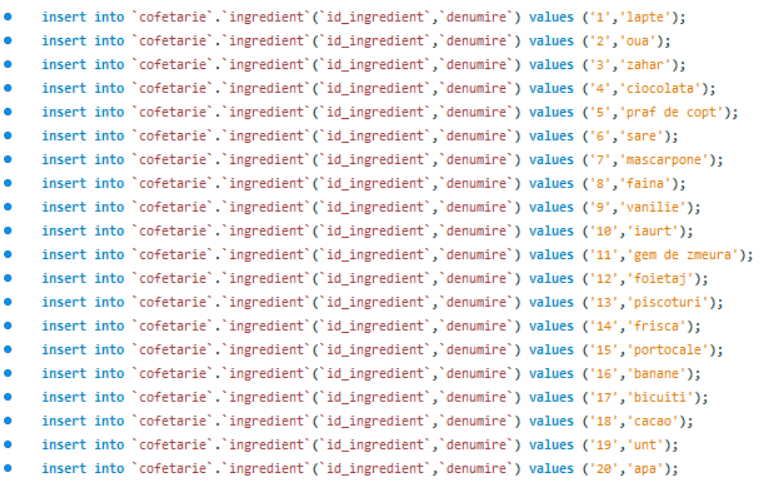 insert into `cofetarie`.`ingredient`(`id_ingredient`,`denumire`) values ('1','lapte');
insert into `cofetarie`.`ingredient`(`id_ingredient`,`denumire`) values ('2','oua');
insert into `cofetarie`.`ingredient`(`id_ingredient`,`denumire`) values ('3','zahar');
insert into `cofetarie`.`ingredient`(`id_ingredient`,`denumire`) values ('4','ciocolata');
insert into `cofetarie`.`ingredient`(`id_ingredient`,`denumire`) values ('5','praf de copt');
insert into `cofetarie`.`ingredient`(`id_ingredient`,`denumire`) values ('6','sare');
insert into `cofetarie`.`ingredient`(`id_ingredient`,`denumire`) values ('7','mascarpone');
insert into `cofetarie`.`ingredient`(`id_ingredient`,`denumire`) values ('8','faina');
insert into `cofetarie`.`ingredient`(`id_ingredient`,`denumire`) values ('9','vanilie');
insert into `cofetarie`.`ingredient`(`id_ingredient`,`denumire`) values ('10','iaurt');
insert into `cofetarie`.`ingredient`(`id_ingredient`,`denumire`) values ('11','gem de zmeura');
insert into `cofetarie`.`ingredient`(`id_ingredient`,`denumire`) values ('12','foietaj');
insert into `cofetarie`.`ingredient`(`id_ingredient`,`denumire`) values ('13','piscoturi');
insert into `cofetarie`.`ingredient`(`id_ingredient`,`denumire`) values ('14','frisca');
insert into `cofetarie`.`ingredient`(`id_ingredient`,`denumire`) values ('15','portocale');
insert into `cofetarie`.`ingredient`(`id_ingredient`,`denumire`) values ('16','banane');
insert into `cofetarie`.`ingredient`(`id_ingredient`,`denumire`) values ('17','bicuiti');
insert into `cofetarie`.`ingredient`(`id_ingredient`,`denumire`) values ('18','cacao');
insert into `cofetarie`.`ingredient`(`id_ingredient`,`denumire`) values ('19','unt');
insert into `cofetarie`.`ingredient`(`id_ingredient`,`denumire`) values ('20','apa');